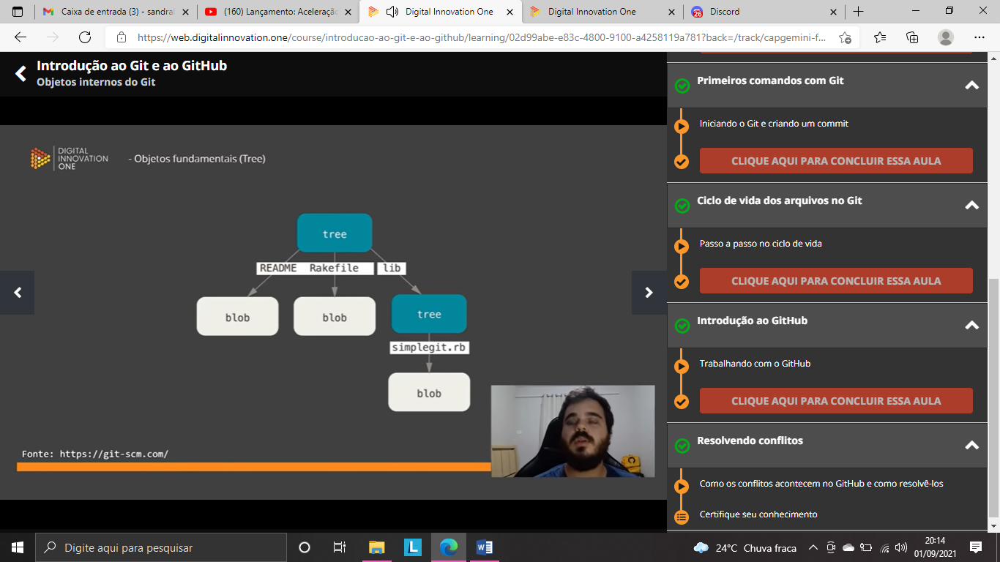 Caixa de entrada (3) - sandral
(160) Lançamento: Aceleração
Digital Innovation One
Digital Innovation One
26
Discord
https://web.digitalinnovation.one/course/introducao-ao-git-e-ao-github/learning/02d99abe-e83c-4800-9100-a4258119a781?back=/track/capgemini-f...
Introdução ao Git e ao GitHub
Objetos internos do Git
DIGITAL
INNOVATION
ONE
- Objetos fundamentais (Tree)
tree
README Rakefile lib
blob
blob
tree
simplegit.rb
blob
Fonte: https://git-scm.com/
Primeiros comandos com Git
Iniciando o Git e criando um commit
CLIQUE AQUI PARA CONCLUIR ESSA AULA
Ciclo de vida dos arquivos no Git
Passo a passo no ciclo de vida
CLIQUE AQUI PARA CONCLUIR ESSA AULA
Introdução ao GitHub
Trabalhando com o GitHub
CLIQUE AQUI PARA CONCLUIR ESSA AULA
Resolvendo conflitos
Como os conflitos acontecem no GitHub e como resolvê-los
Certifique seu conhecimento
Digite aqui para pesquisar
L
24°C Chuva fraca
20:14
01/09/2021